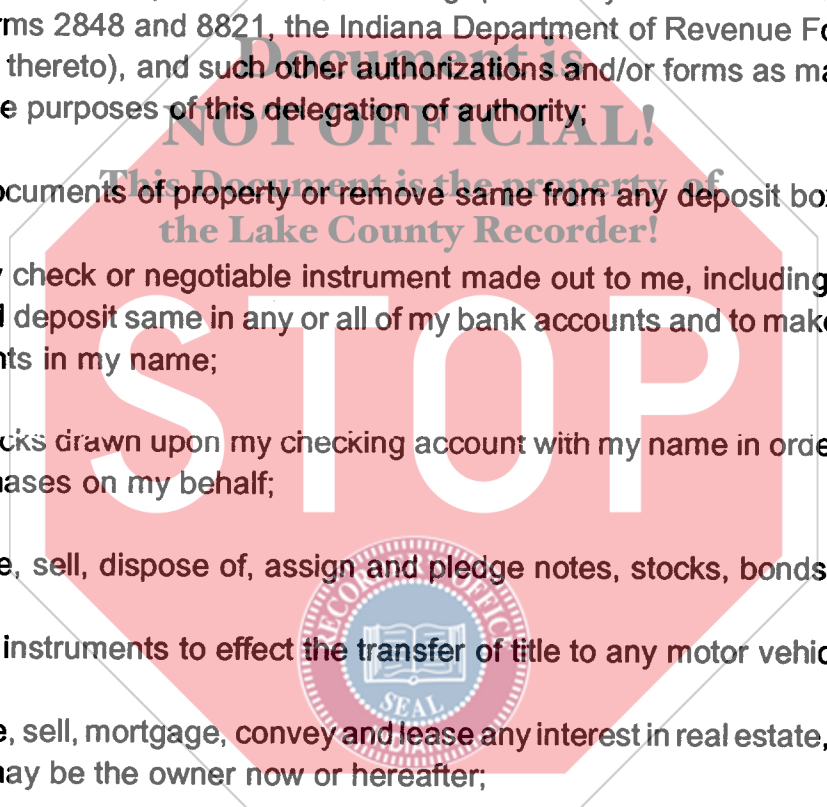 rms 2848 and 8821, the Indiana Department of Revenue Fo
Document is
thereto), and such other authorizations and/or forms as ma
e purposes of this delegation of authority;
NOT OFFICIAL!
This Document is the property of
ocuments of property or remove same from any deposit box
the Lake County Recorder!
check or negotiable instrument made out to me, including
deposit same in any or all of my bank accounts and to make
nts in my name;
STOP
cks drawn upon my checking account with my name in orde
hases on my behalf;
e, sell, dispose of, assign and pledge notes, stocks, bonds
RECORDER'S OFFICE
instruments to effect the transfer of title to any motor vehic
SEAL
e, sell, mortgage, convey and lease any interest in real estate,
nay be the owner now or hereafter;